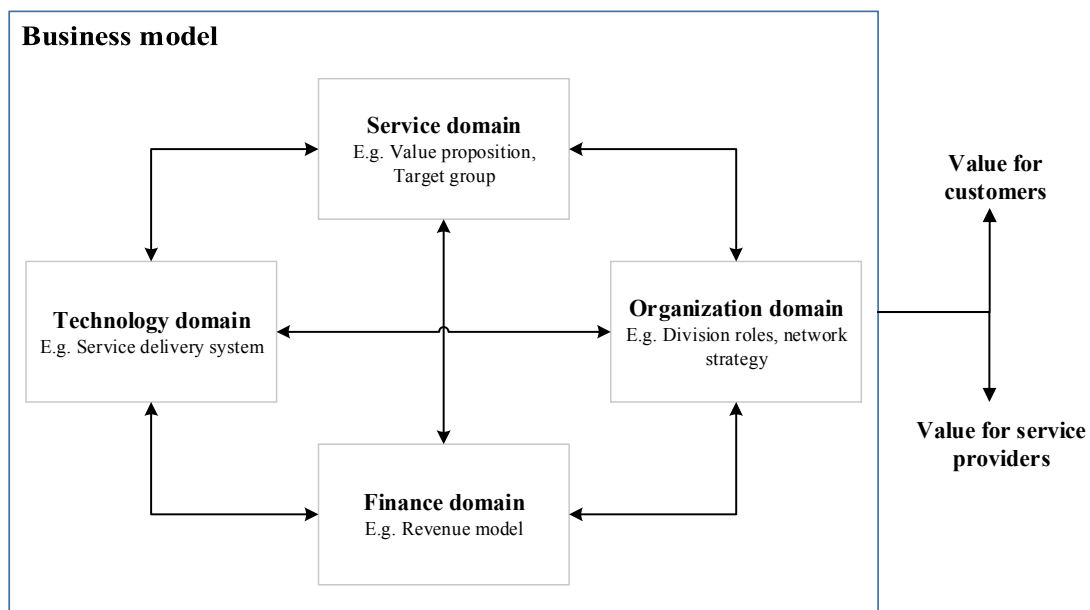 Business model
Service domain
E.g. Value proposition,
Target group
Value for
customers
Technology domain
E.g. Service delivery system
Organization domain
E.g. Division roles, network
strategy
Value for service
providers
Finance domain
E.g. Revenue model